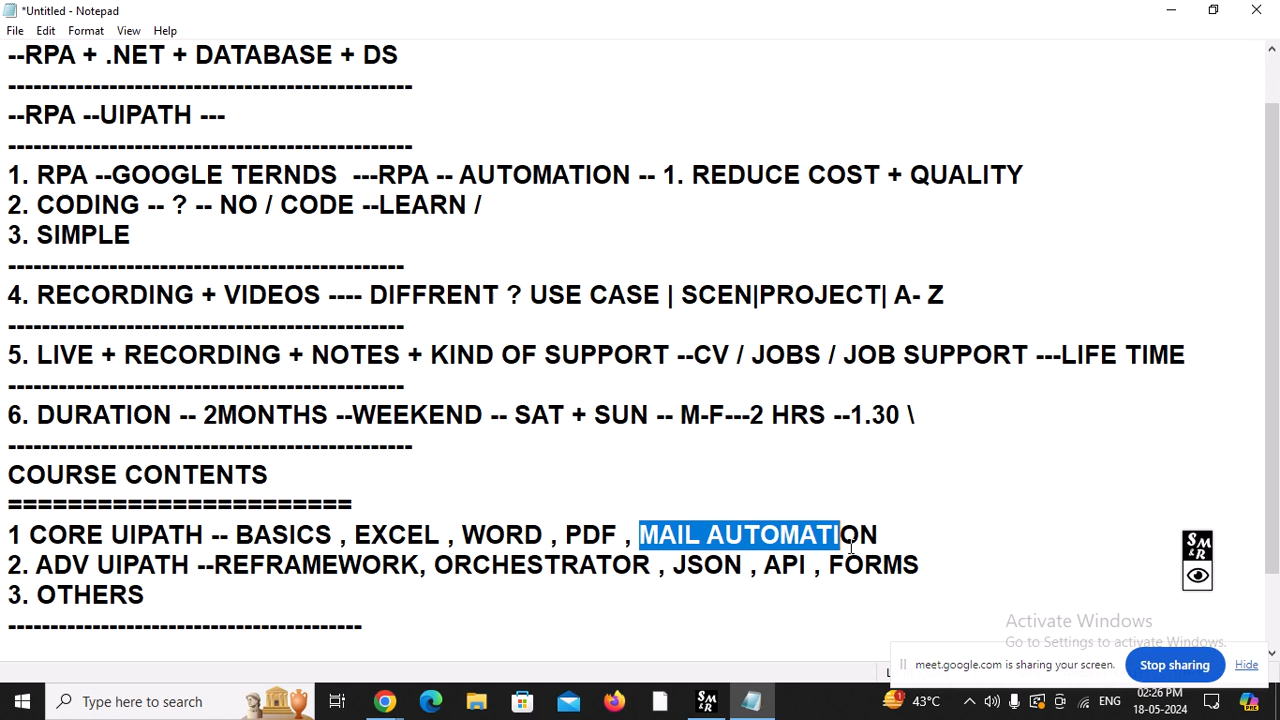 *Untitled - Notepad
File Edit Format View Help
--RPA + .NET + DATABASE + DS
------------------------------------------------
--RPA --UIPATH ---
------------------------------------------------
1. RPA --GOOGLE TERNDS ---RPA -- AUTOMATION -- 1. REDUCE COST + QUALITY
2. CODING -- ? -- NO / CODE --LEARN /
3. SIMPLE
-----------------------------------------------
4. RECORDING + VIDEOS ---- DIFFRENT ? USE CASE | SCEN|PROJECT| A- Z
-----------------------------------------------
5. LIVE + RECORDING + NOTES + KIND OF SUPPORT --CV / JOBS / JOB SUPPORT ---LIFE TIME
-----------------------------------------------
6. DURATION -- 2MONTHS --WEEKEND -- SAT + SUN -- M-F---2 HRS --1.30 \
------------------------------------------------
COURSE CONTENTS
=======================
1 CORE UIPATH -- BASICS , EXCEL , WORD , PDF , MAIL AUTOMATION
2. ADV UIPATH --REFRAMEWORK, ORCHESTRATOR , JSON , API , FORMS
3. OTHERS
------------------------------------------
SM&R
Activate Windows
Go to Settings to activate Windows.
meet.google.com is sharing your screen. Stop sharing Hide
Type here to search
SM&R
43°C
ENG
02:26 PM
18-05-2024